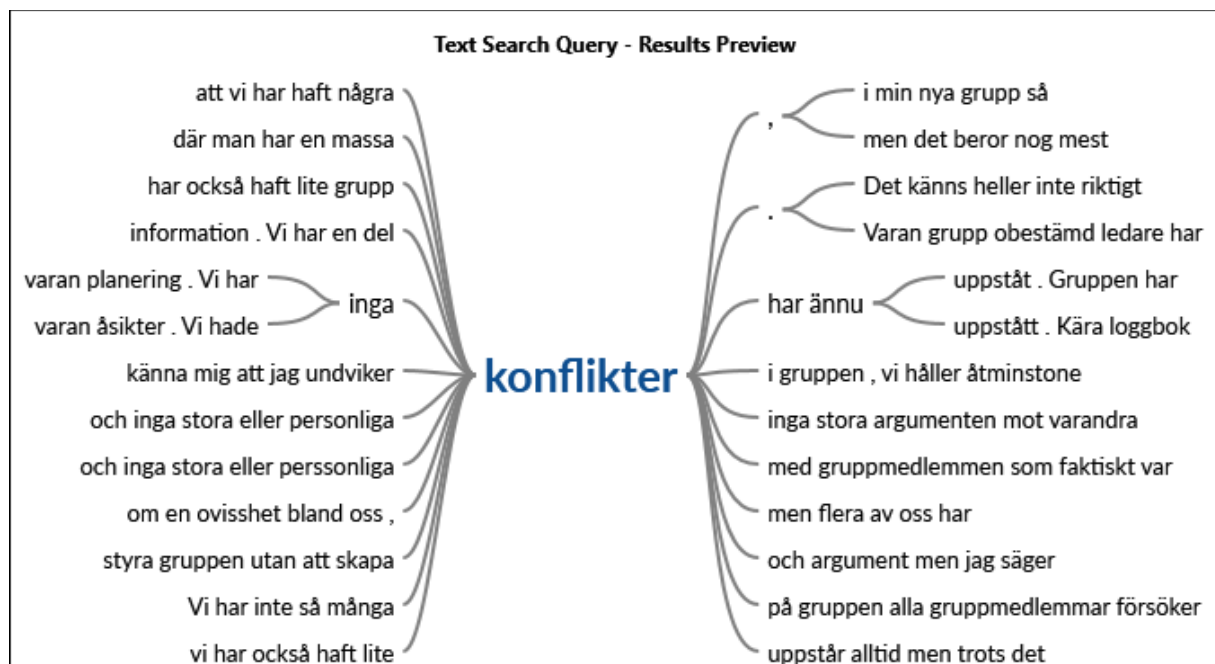 Text Search Query - Results Preview
att vi har haft några
där man har en massa
har också haft lite grupp
information . Vi har en del
varan planering . Vi har
varan åsikter . Vi hade
inga
känna mig att jag undviker
och inga stora eller personliga
och inga stora eller perssonliga
om en ovisshet bland oss ,
styra gruppen utan att skapa
Vi har inte så många
vi har också haft lite
konflikter
,
i min nya grupp så
men det beror nog mest
.
Det känns heller inte riktigt
Varan grupp obestämd ledare har
har ännu
uppståt . Gruppen har
uppstått . Kära loggbok
i gruppen , vi håller åtminstone
inga stora argumenten mot varandra
med gruppmedlemmen som faktiskt var
men flera av oss har
och argument men jag säger
på gruppen alla gruppmedlemmar försöker
uppstår alltid men trots det